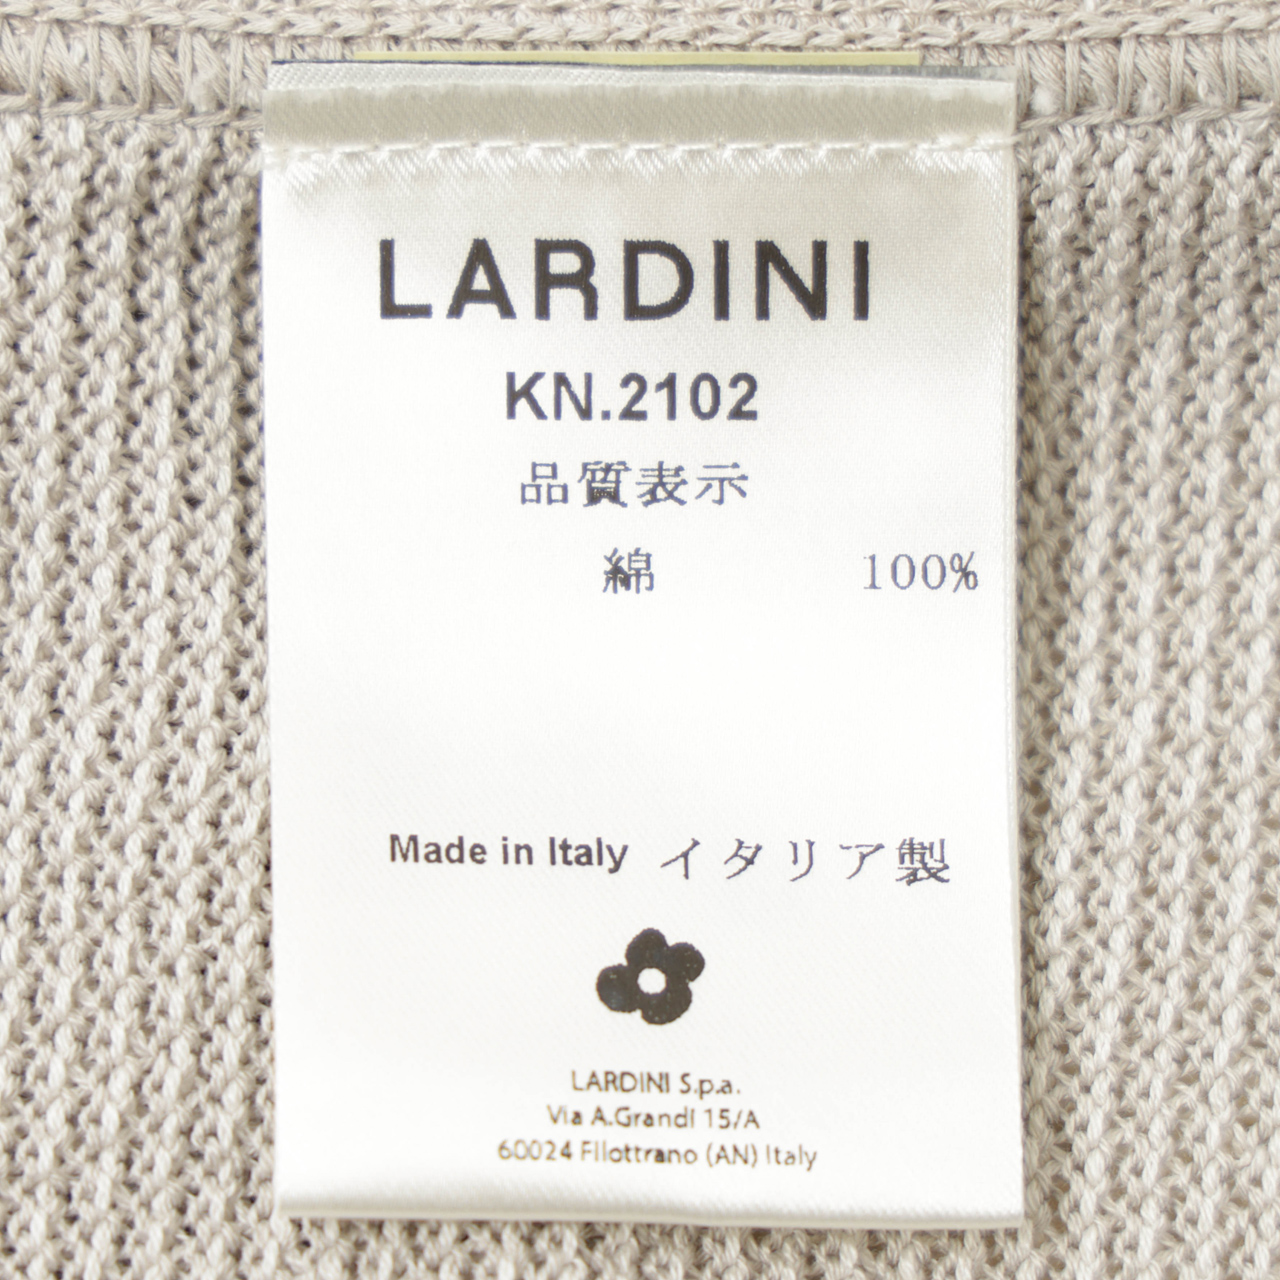 LARDINI
KN.2102
品質表示
綿 100%
Made in Italy イタリア製
LARDINI S.p.a.
Via A.Grandi 15/A
60024 Filottrano (AN) Italy